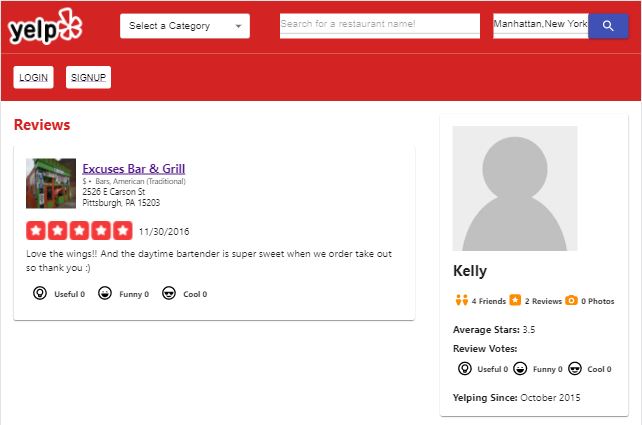 yelp
Select a Category
Search for a restaurant name!
Manhattan,New York
LOGIN
SIGNUP
Reviews
Excuses Bar & Grill
$ • Bars, American (Traditional)
2526 E Carson St
Pittsburgh, PA 15203
11/30/2016
Love the wings!! And the daytime bartender is super sweet when we order take out
so thank you :)
Useful 0 Funny 0 Cool 0
Kelly
4 Friends 2 Reviews 0 Photos
Average Stars: 3.5
Review Votes:
Useful 0 Funny 0 Cool 0
Yelping Since: October 2015